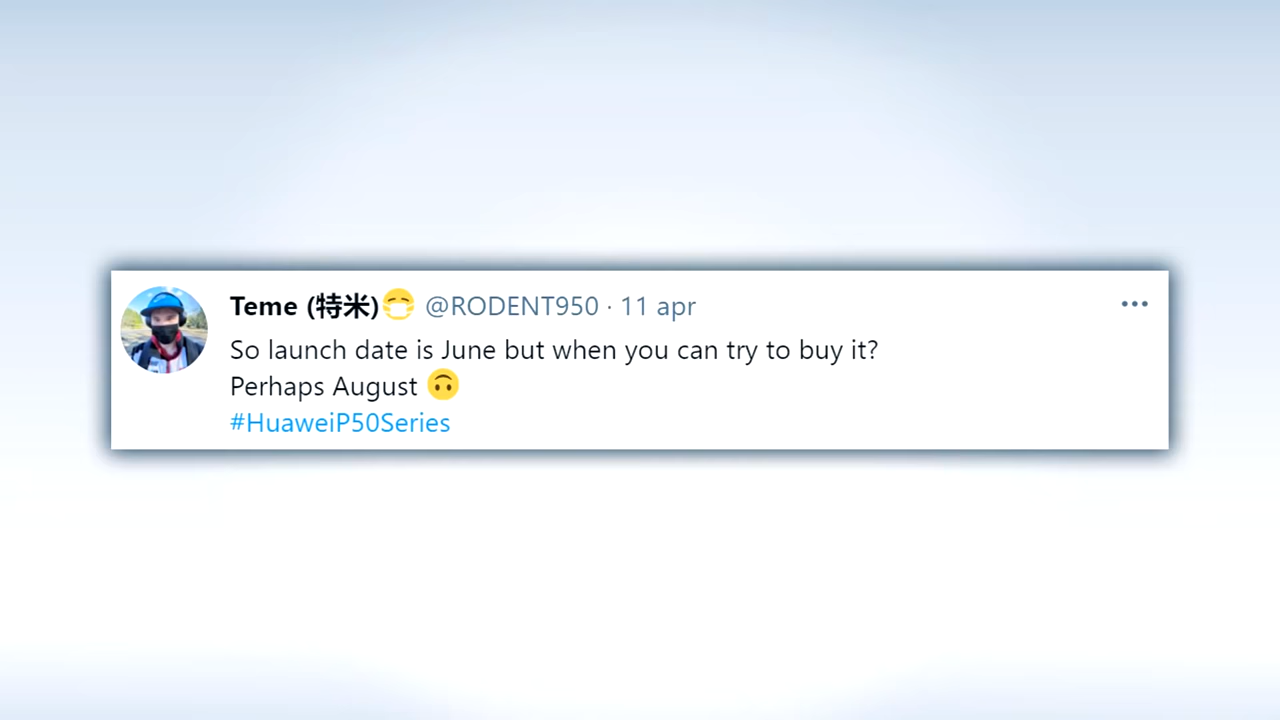 Teme (特米)😷 @RODENT950 · 11 apr
So launch date is June but when you can try to buy it?
Perhaps August 🙃
#HuaweiP50Series